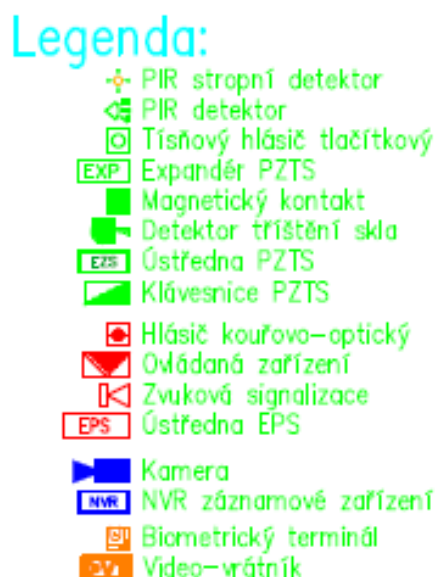 Legenda:
PIR stropní detektor
PIR detektor
Tísňový hlásič tlačítkový
EXP Expandér PZTS
Magnetický kontakt
Detektor tříštění skla
EZS Ústředna PZTS
Klávesnice PZTS
Hlásič kouřovo-optický
Ovládaná zařízení
Zvuková signalizace
EPS Ústředna EPS
Kamera
NVR NVR záznamové zařízení
Biometrický terminál
Video-vrátník